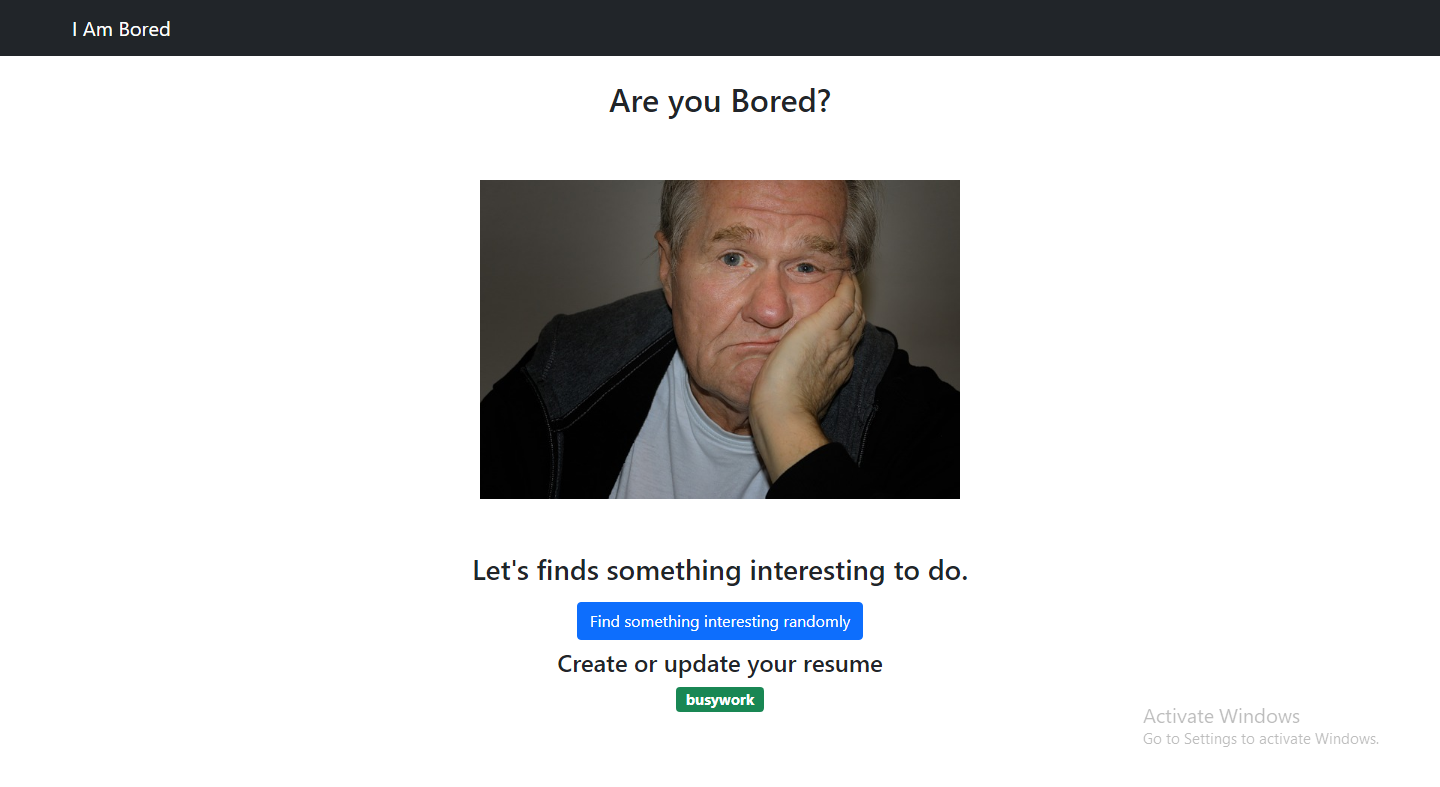 I Am Bored
Are you Bored?
Let's finds something interesting to do.
Find something interesting randomly
Create or update your resume
busywork
Activate Windows
Go to Settings to activate Windows.